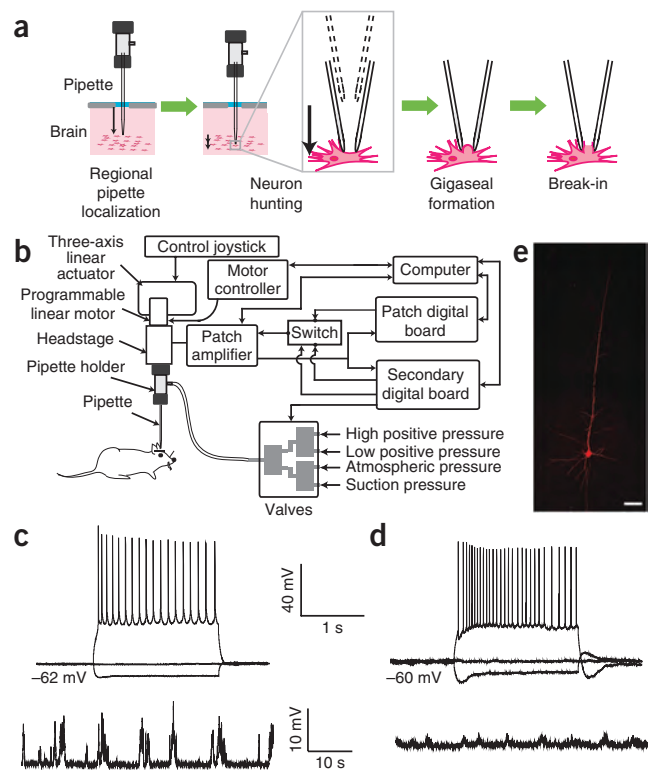 a
Pipette
Brain
Regional
pipette
localization
Neuron
hunting
Gigaseal
formation
Break-in
b
Three-axis
linear
actuator
Programmable
linear motor
Headstage
Pipette holder
Pipette
Control joystick
Motor
controller
Computer
Patch
amplifier
Switch
Patch digital
board
Secondary
digital board
High positive pressure
Low positive pressure
Atmospheric pressure
Suction pressure
Valves
e
c
40 mV
1 s
–62 mV
10 mV
10 s
d
–60 mV